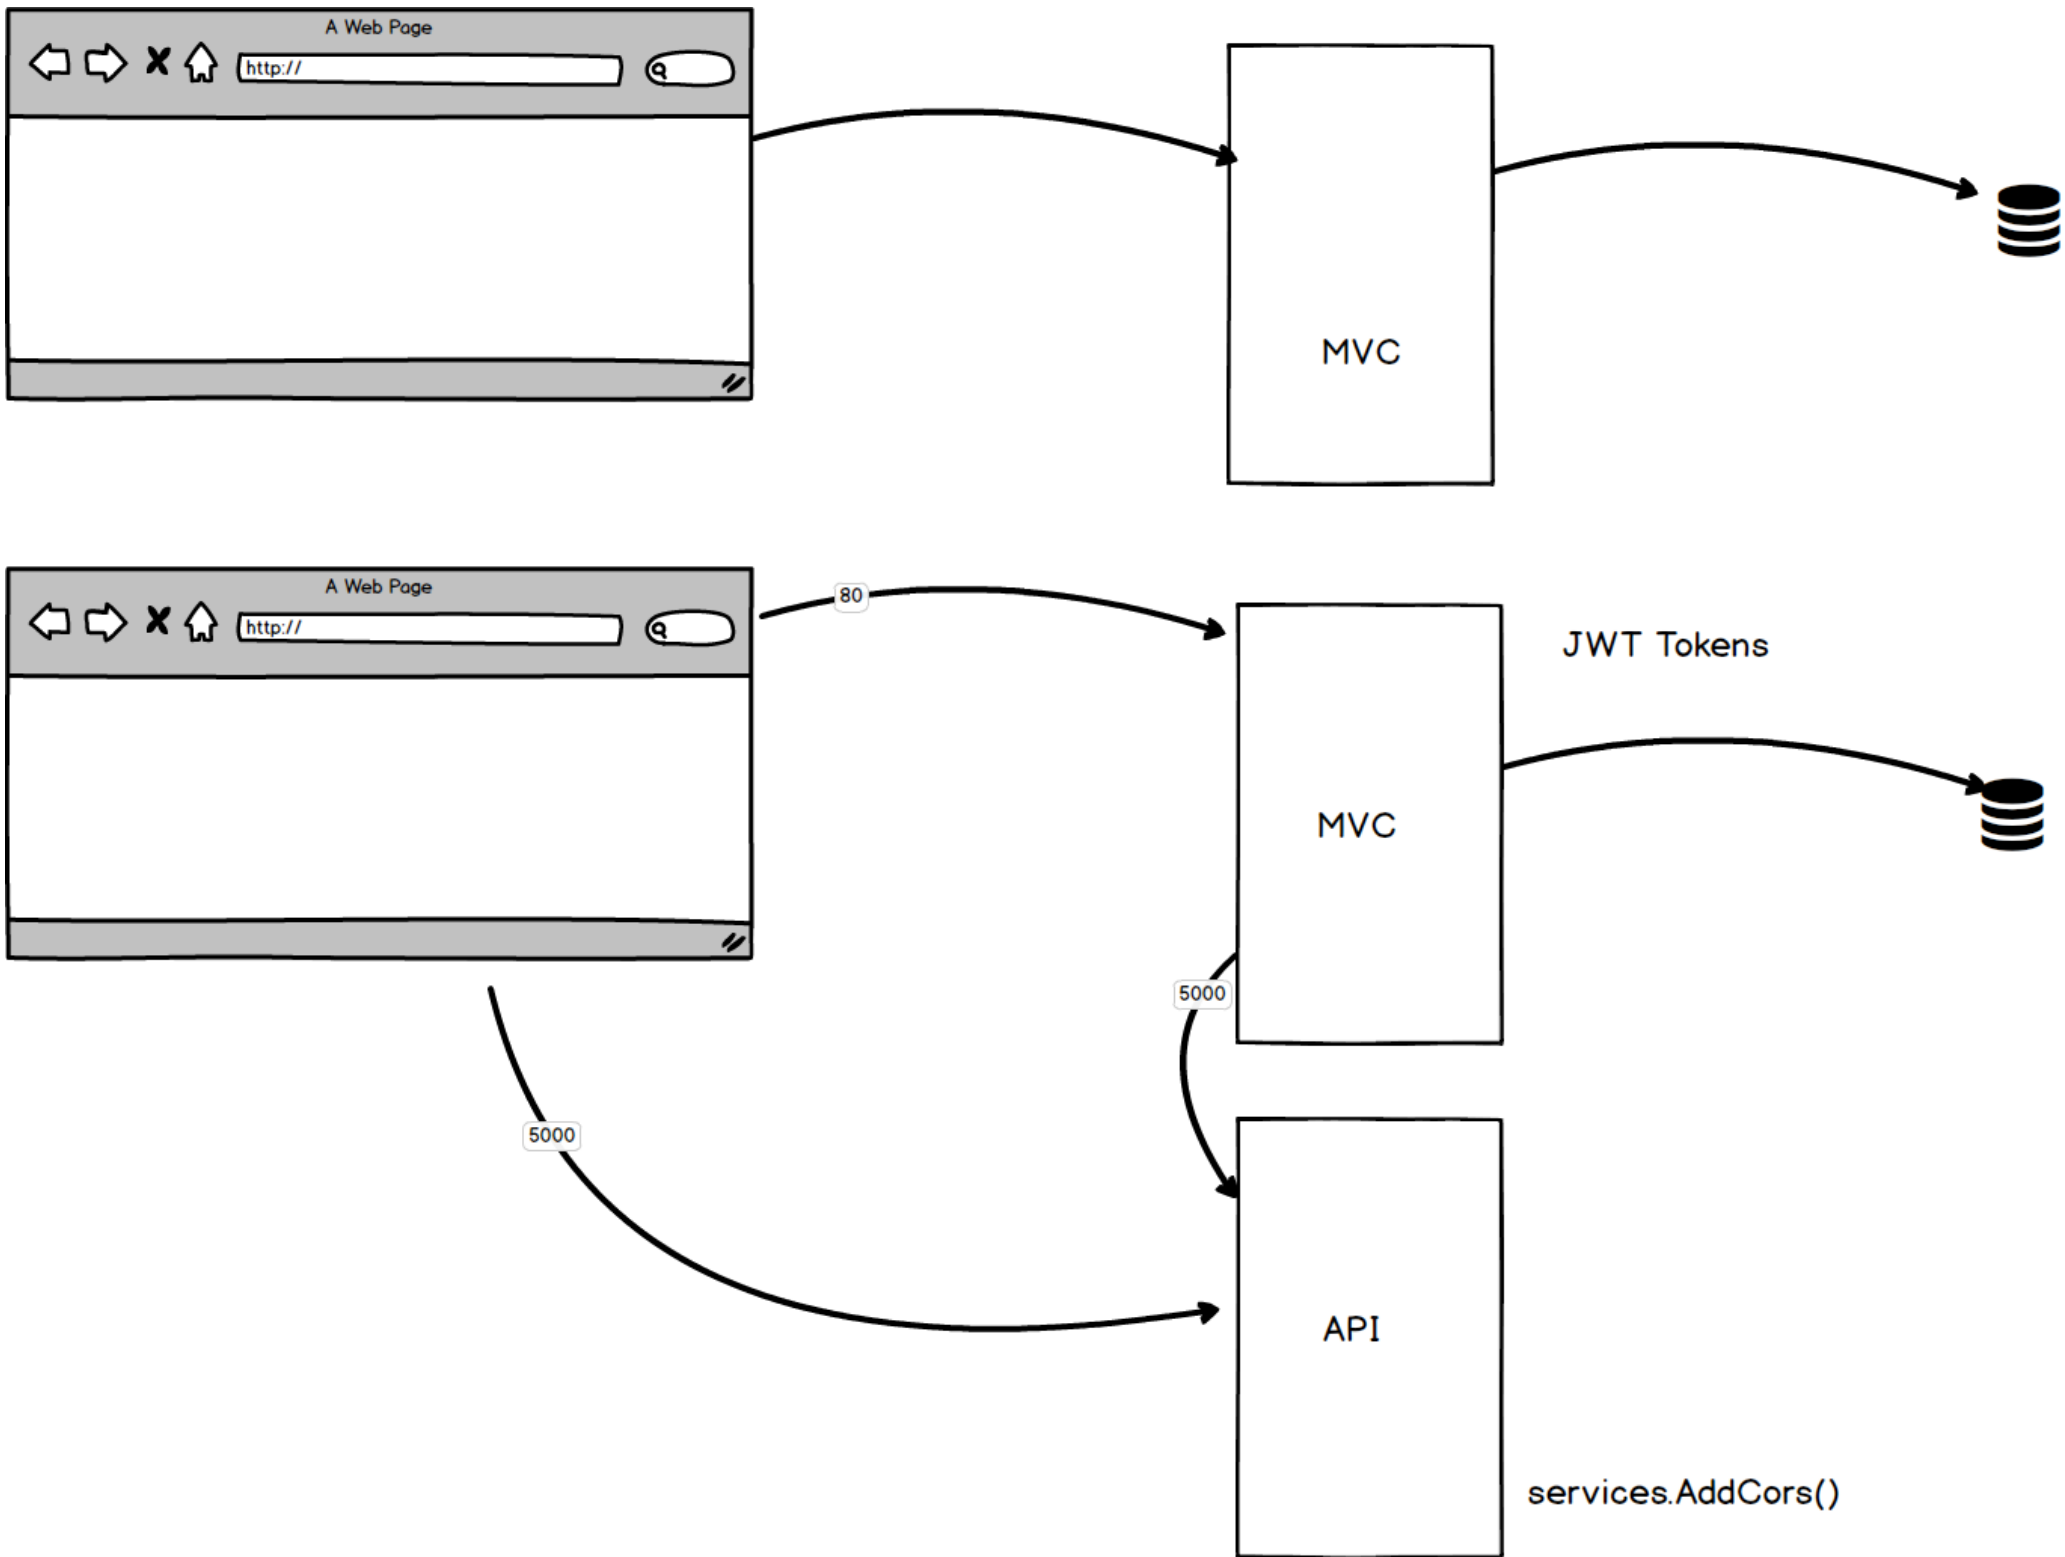 A Web Page
http://
MVC
A Web Page
http://
80
JWT Tokens
MVC
5000
5000
API
services.AddCors()